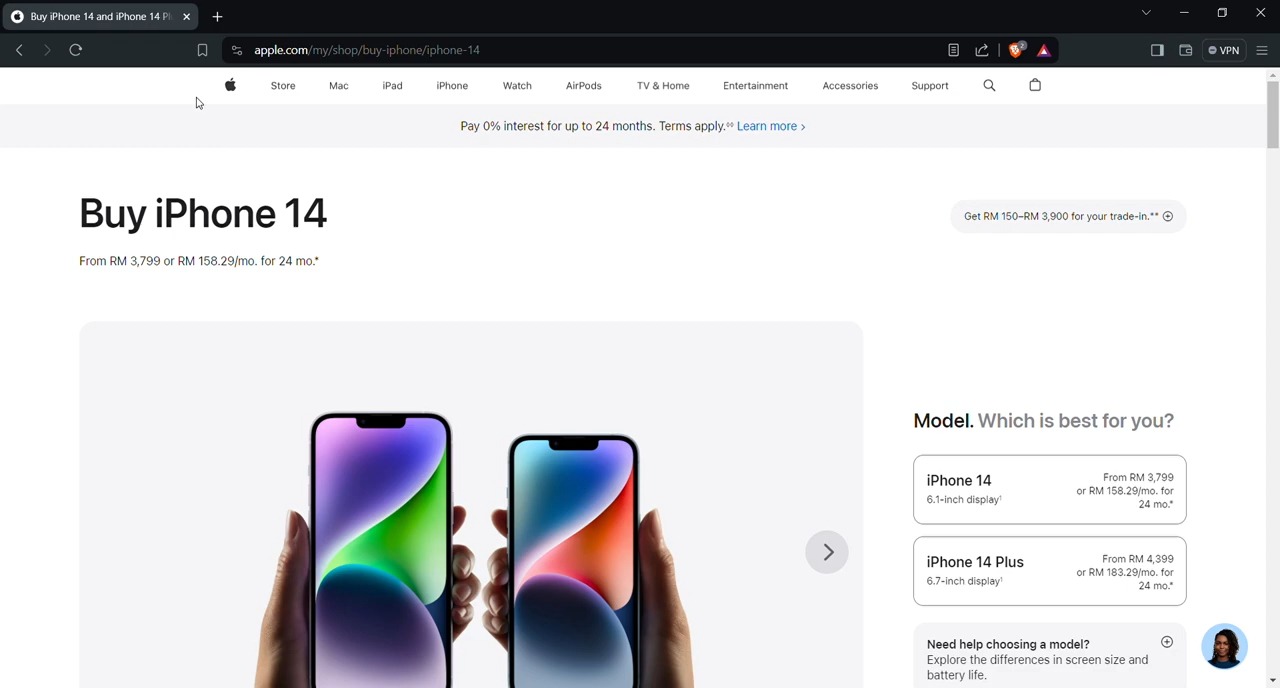 Buy iPhone 14 and iPhone 14 Pl
apple.com/my/shop/buy-iphone/iphone-14
2
VPN
Store
Mac
iPad
iPhone
Watch
AirPods
TV & Home
Entertainment
Accessories
Support
Pay 0% interest for up to 24 months. Terms apply.◊◊ Learn more >
Buy iPhone 14
Get RM 150–RM 3,900 for your trade-in.**
From RM 3,799 or RM 158.29/mo. for 24 mo.*
Model. Which is best for you?
iPhone 14
6.1-inch display¹
From RM 3,799
or RM 158.29/mo. for
24 mo.*
iPhone 14 Plus
6.7-inch display¹
From RM 4,399
or RM 183.29/mo. for
24 mo.*
Need help choosing a model?
Explore the differences in screen size and
battery life.